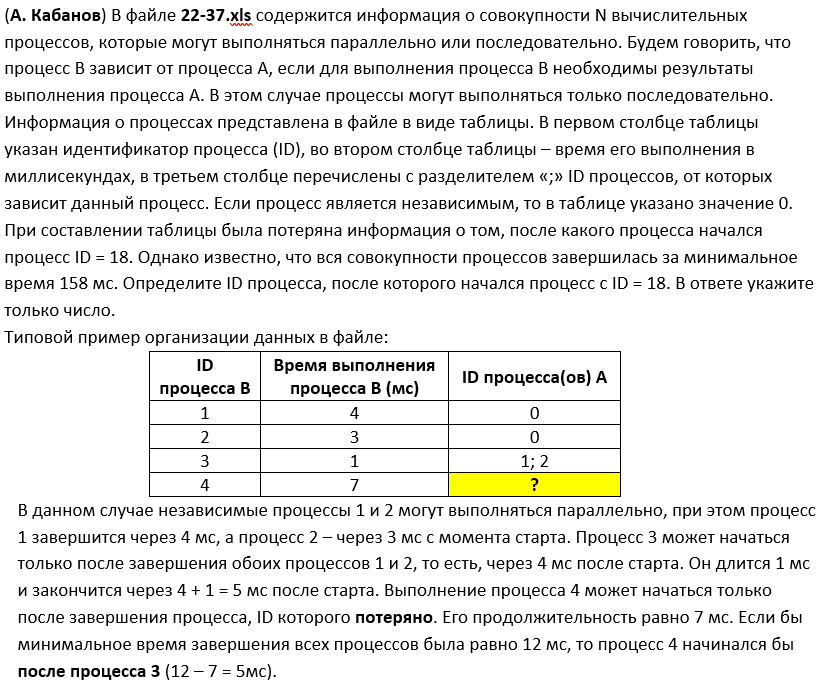 (А. Кабанов) В файле 22-37.xls содержится информация о совокупности N вычислительных
процессов, которые могут выполняться параллельно или последовательно. Будем говорить, что
процесс B зависит от процесса A, если для выполнения процесса B необходимы результаты
выполнения процесса A. В этом случае процессы могут выполняться только последовательно.
Информация о процессах представлена в файле в виде таблицы. В первом столбце таблицы
указан идентификатор процесса (ID), во втором столбце таблицы – время его выполнения в
миллисекундах, в третьем столбце перечислены с разделителем «;» ID процессов, от которых
зависит данный процесс. Если процесс является независимым, то в таблице указано значение 0.
При составлении таблицы была потеряна информация о том, после какого процесса начался
процесс ID = 18. Однако известно, что вся совокупности процессов завершилась за минимальное
время 158 мс. Определите ID процесса, после которого начался процесс с ID = 18. В ответе укажите
только число.
Типовой пример организации данных в файле:
ID процесса B | Время выполнения процесса B (мс) | ID процесса(ов) A
1 | 4 | 0
2 | 3 | 0
3 | 1 | 1; 2
4 | 7 | ?
В данном случае независимые процессы 1 и 2 могут выполняться параллельно, при этом процесс
1 завершится через 4 мс, а процесс 2 – через 3 мс с момента старта. Процесс 3 может начаться
только после завершения обоих процессов 1 и 2, то есть, через 4 мс после старта. Он длится 1 мс
и закончится через 4 + 1 = 5 мс после старта. Выполнение процесса 4 может начаться только
после завершения процесса, ID которого потеряно. Его продолжительность равно 7 мс. Если бы
минимальное время завершения всех процессов была равно 12 мс, то процесс 4 начинался бы
после процесса 3 (12 – 7 = 5мс).